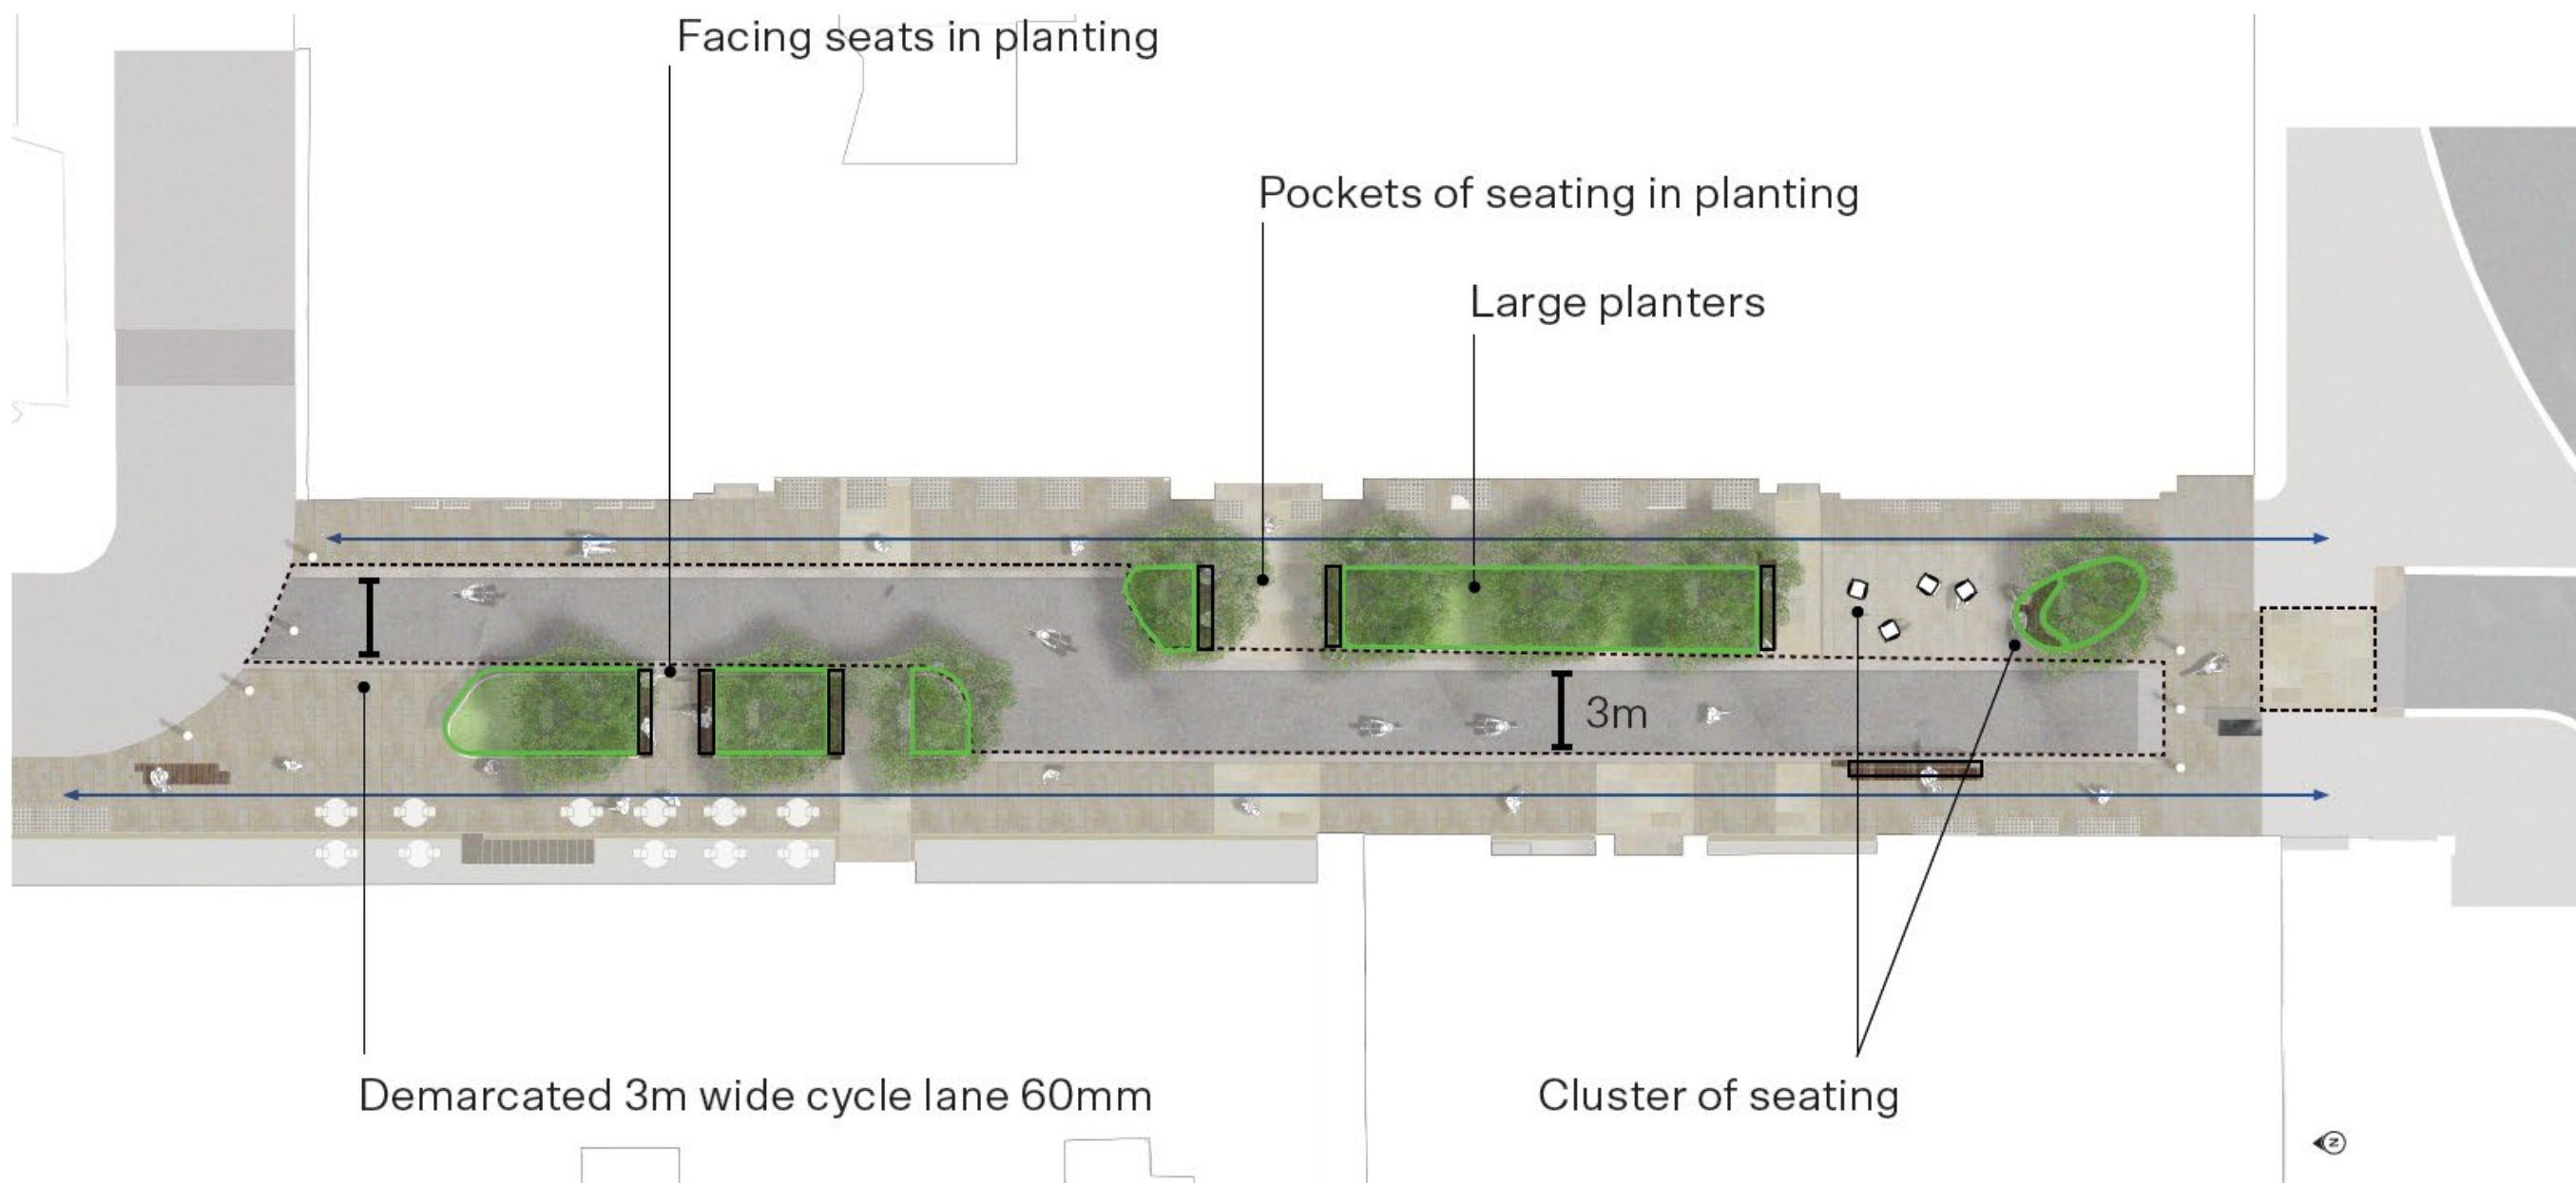 Facing seats in planting
Pockets of seating in planting
Large planters
3m
Demarcated 3m wide cycle lane 60mm
Cluster of seating
N